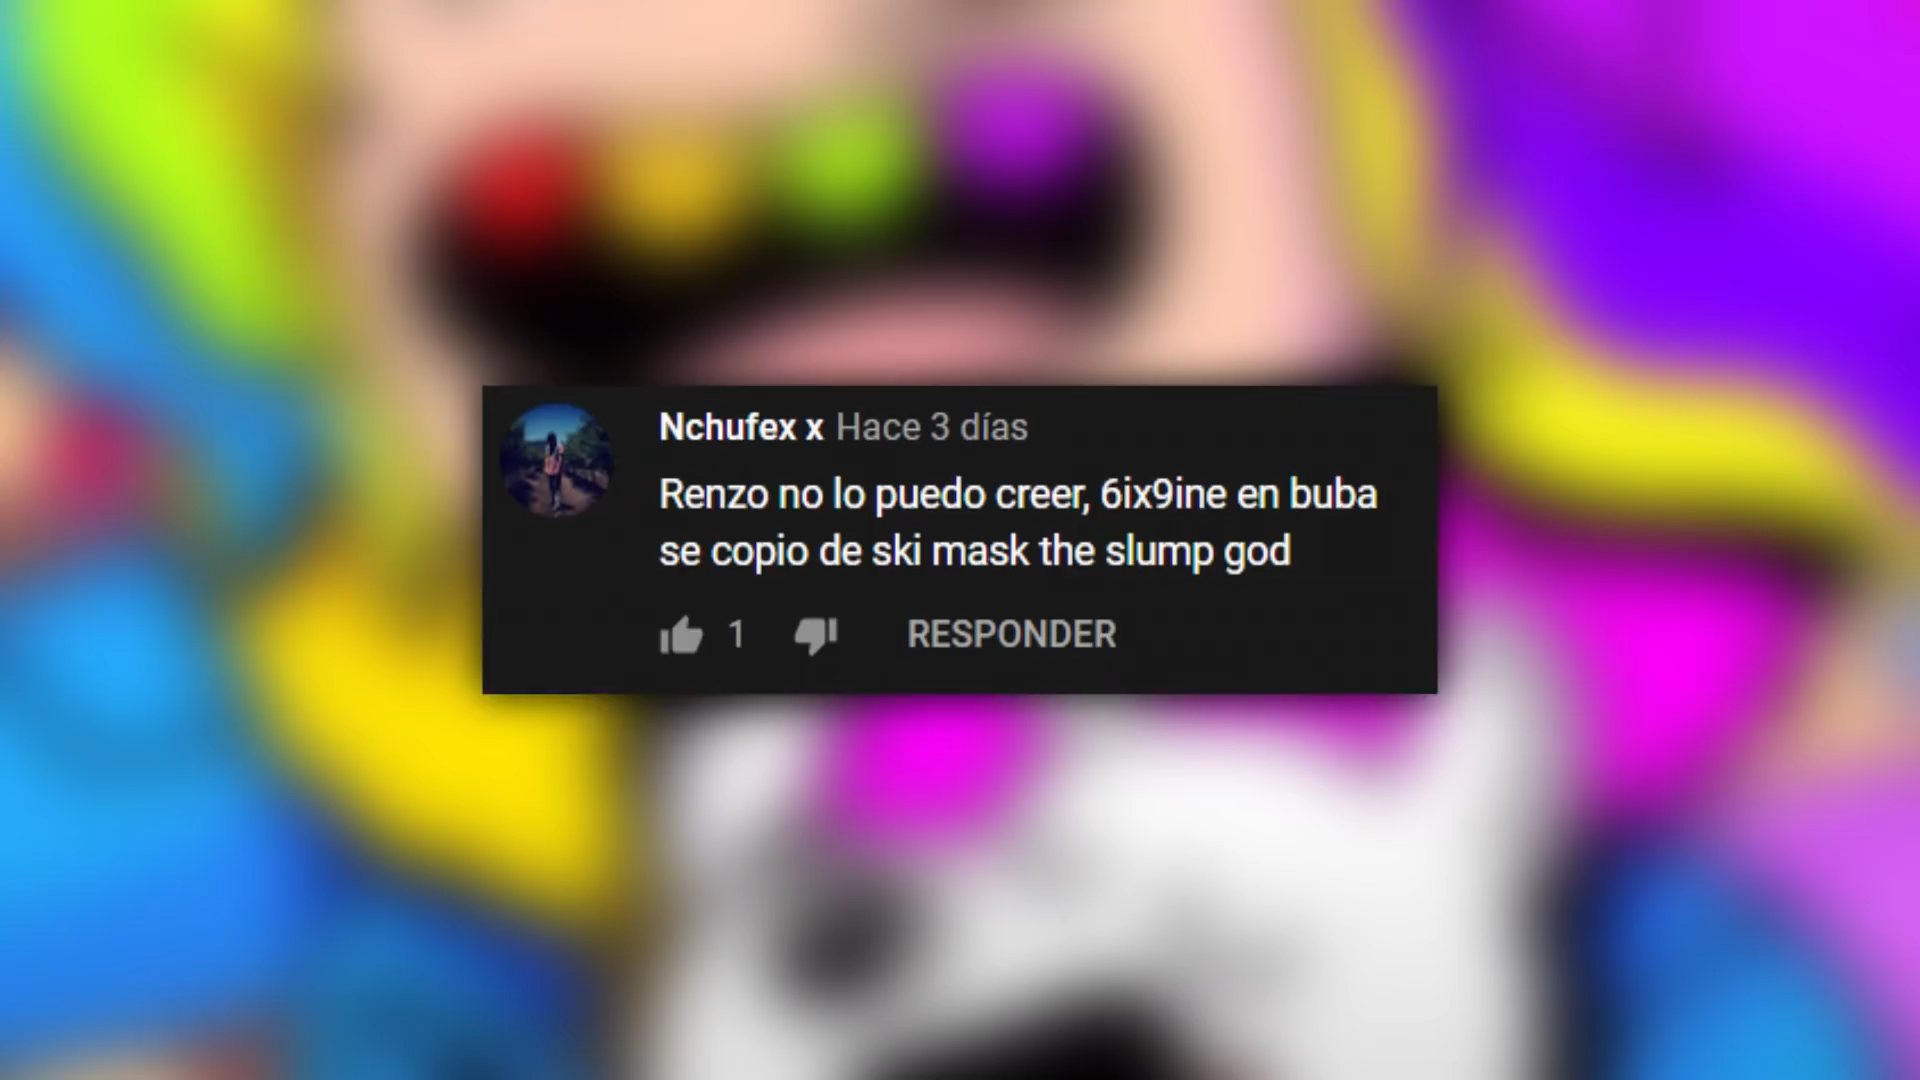 Nchufex x Hace 3 días
Renzo no lo puedo creer, 6ix9ine en buba
se copio de ski mask the slump god
1 RESPONDER